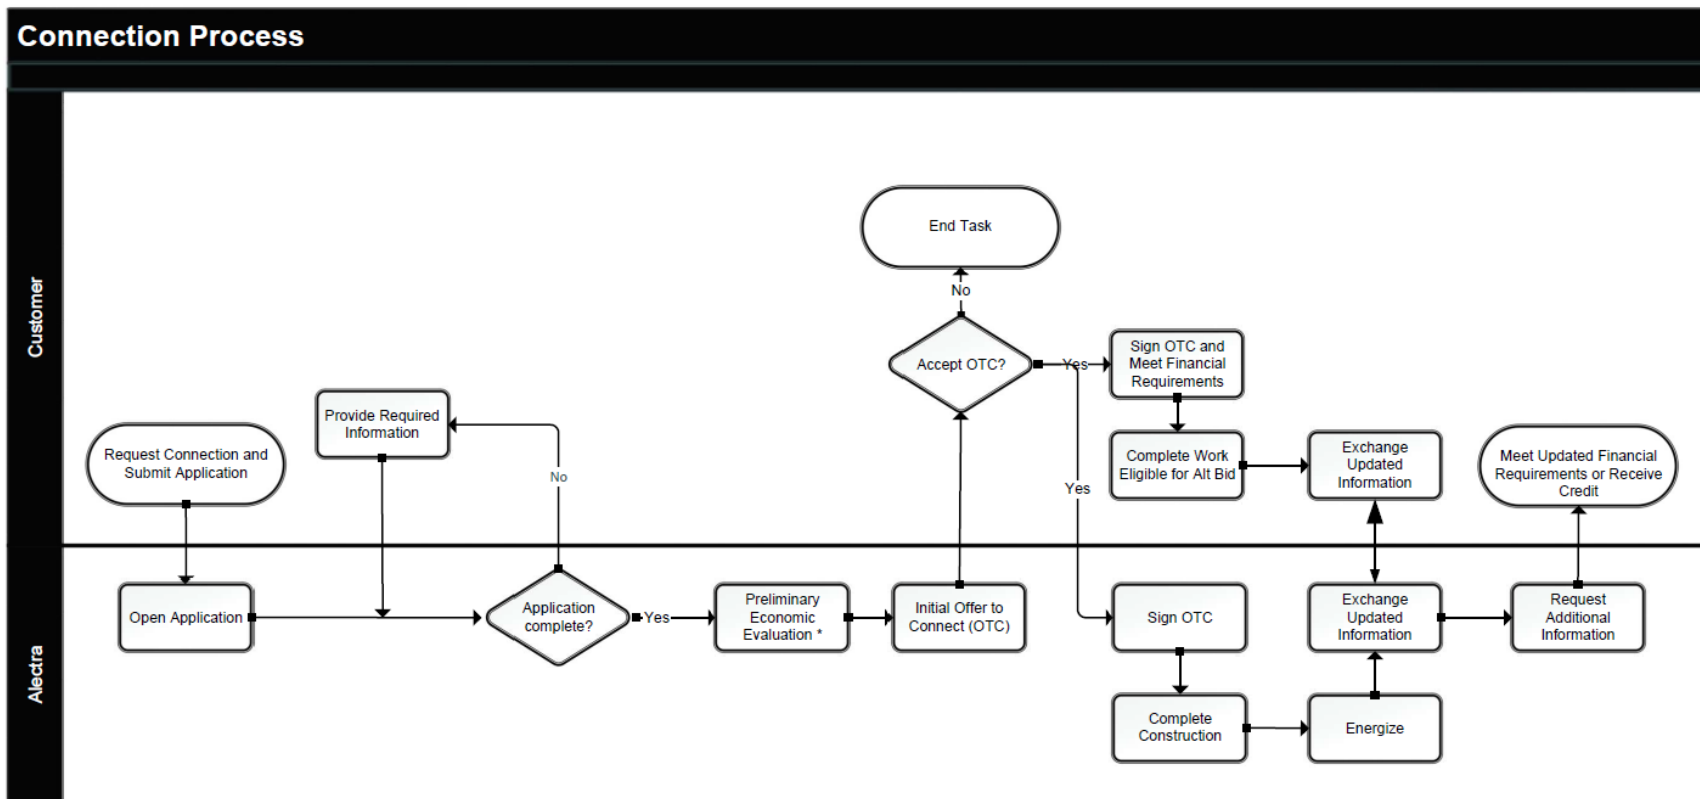 Connection Process
Customer
End Task
No
Accept OTC?
Yes
Sign OTC and
Meet Financial
Requirements
Provide Required
Information
Request Connection and
Submit Application
No
Complete Work
Eligible for Alt Bid
Exchange
Updated
Information
Meet Updated Financial
Requirements or Receive
Credit
Yes
Alectra
Open Application
Application
complete?
Yes
Preliminary
Economic
Evaluation *
Initial Offer to
Connect (OTC)
Sign OTC
Exchange
Updated
Information
Request
Additional
Information
Complete
Construction
Energize